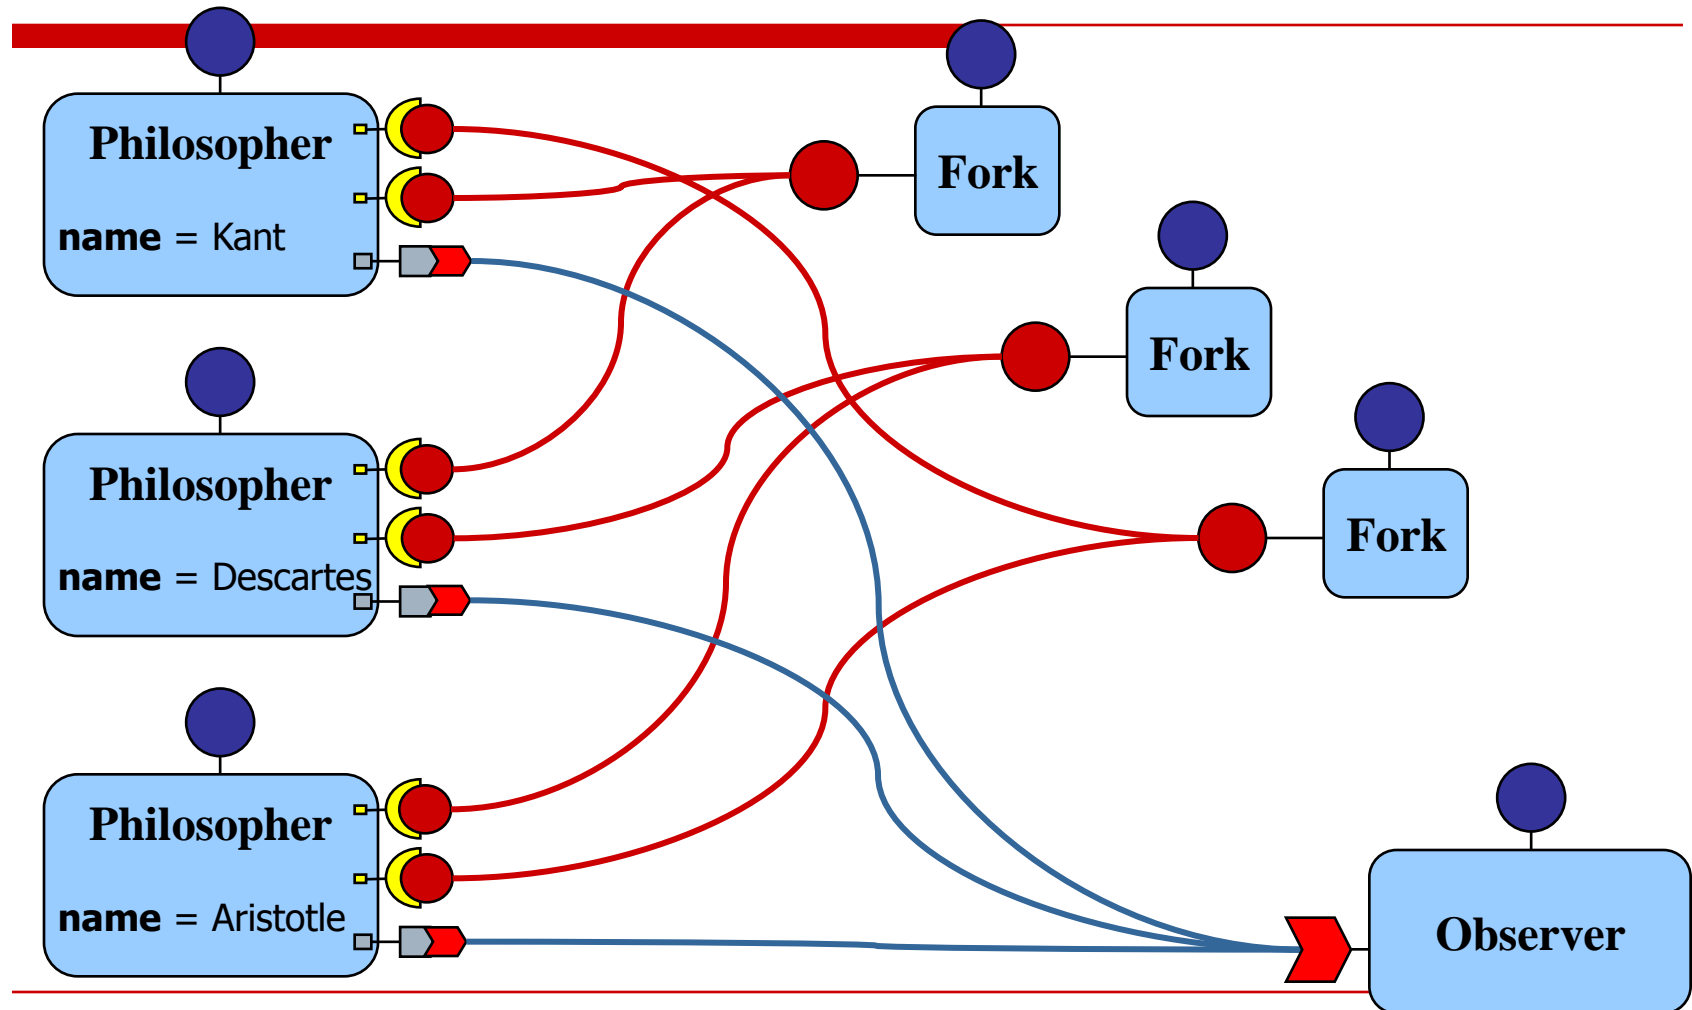 Philosopher
name = Kant
Fork
Fork
Philosopher
name = Descartes
Fork
Philosopher
name = Aristotle
Observer